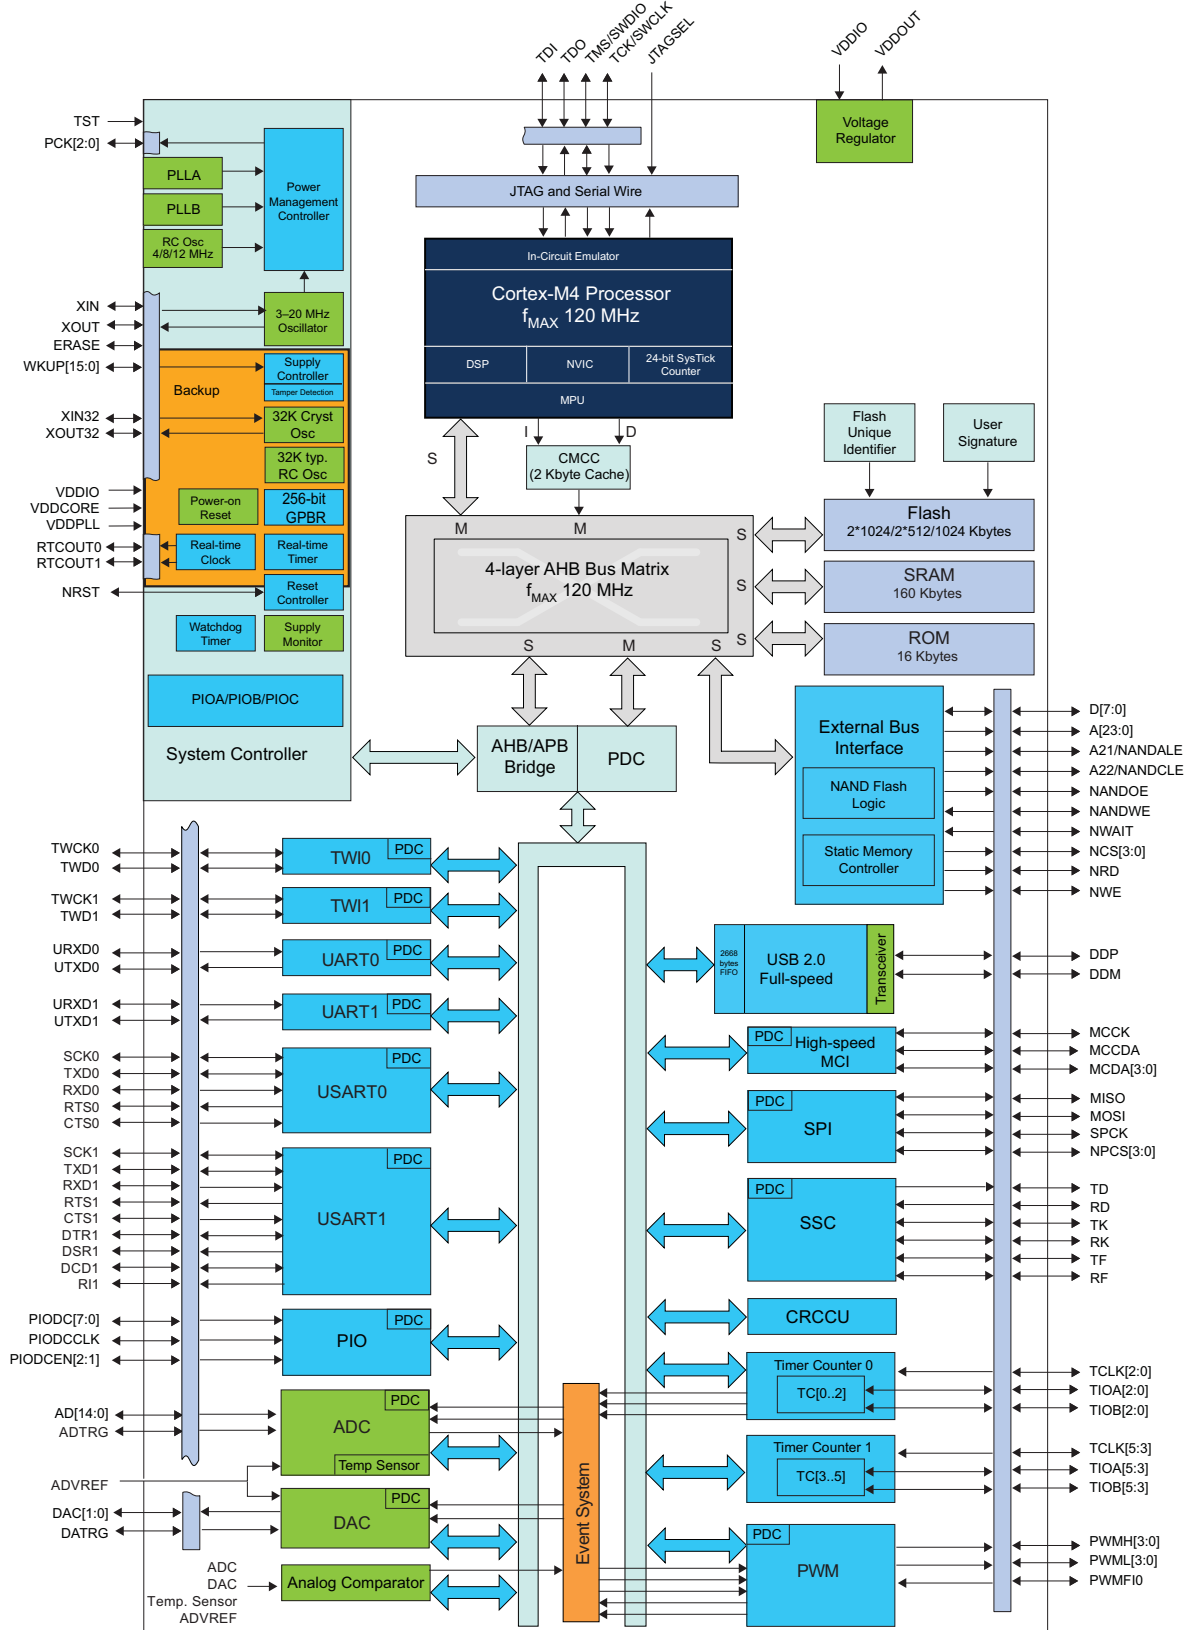 TDI
TDO
TMS/SWDIO
TCK/SWCLK
JTAGSEL
VDDIO
VDDOUT
Voltage
Regulator
TST
PCK[2:0]
PLLA
PLLB
RC Osc
4/8/12 MHz
Power
Management
Controller
XIN
XOUT
ERASE
WKUP[15:0]
3–20 MHz
Oscillator
Backup
Supply
Controller
Tamper Detection
XIN32
XOUT32
32K Cryst
Osc
32K typ.
RC Osc
VDDIO
VDDCORE
VDDPLL
Power-on
Reset
256-bit
GPBR
RTCOUT0
RTCOUT1
Real-time
Clock
Real-time
Timer
NRST
Reset
Controller
Watchdog
Timer
Supply
Monitor
PIOA/PIOB/PIOC
System Controller
JTAG and Serial Wire
In-Circuit Emulator
Cortex-M4 Processor
fMAX 120 MHz
DSP
NVIC
24-bit SysTick
Counter
MPU
S
I
D
CMCC
(2 Kbyte Cache)
Flash
Unique
Identifier
User
Signature
M
M
S
4-layer AHB Bus Matrix
fMAX 120 MHz
S
S
S
M
S
Flash
2*1024/2*512/1024 Kbytes
SRAM
160 Kbytes
ROM
16 Kbytes
AHB/APB
Bridge
PDC
External Bus
Interface
NAND Flash
Logic
Static Memory
Controller
D[7:0]
A[23:0]
A21/NANDALE
A22/NANDCLE
NANDOE
NANDWE
NWAIT
NCS[3:0]
NRD
NWE
TWCK0
TWD0
TWI0
PDC
TWCK1
TWD1
TWI1
PDC
URXD0
UTXD0
UART0
PDC
URXD1
UTXD1
UART1
PDC
SCK0
TXD0
RXD0
RTS0
CTS0
USART0
PDC
SCK1
TXD1
RXD1
RTS1
CTS1
DTR1
DSR1
DCD1
RI1
USART1
PDC
PIODC[7:0]
PIODCCLK
PIODCEN[2:1]
PIO
PDC
AD[14:0]
ADTRG
ADC
PDC
Temp Sensor
ADVREF
DAC[1:0]
DATRG
DAC
PDC
ADC
DAC
Temp. Sensor
ADVREF
Analog Comparator
Event System
2668
bytes
FIFO
USB 2.0
Full-speed
Transceiver
DDP
DDM
PDC
High-speed
MCI
MCCK
MCCDA
MCDA[3:0]
PDC
SPI
MISO
MOSI
SPCK
NPCS[3:0]
PDC
SSC
TD
RD
TK
RK
TF
RF
CRCCU
Timer Counter 0
TC[0..2]
TCLK[2:0]
TIOA[2:0]
TIOB[2:0]
Timer Counter 1
TC[3..5]
TCLK[5:3]
TIOA[5:3]
TIOB[5:3]
PDC
PWM
PWMH[3:0]
PWML[3:0]
PWMFI0